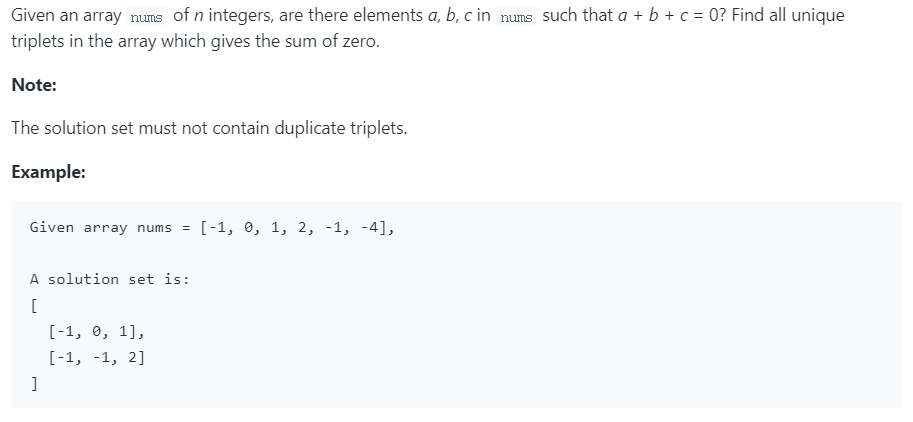 Given an array nums of n integers, are there elements a, b, c in nums such that a + b + c = 0? Find all unique
triplets in the array which gives the sum of zero.
Note:
The solution set must not contain duplicate triplets.
Example:
Given array nums = [-1, 0, 1, 2, -1, -4],
A solution set is:
[
[-1, 0, 1],
[-1, -1, 2]
]